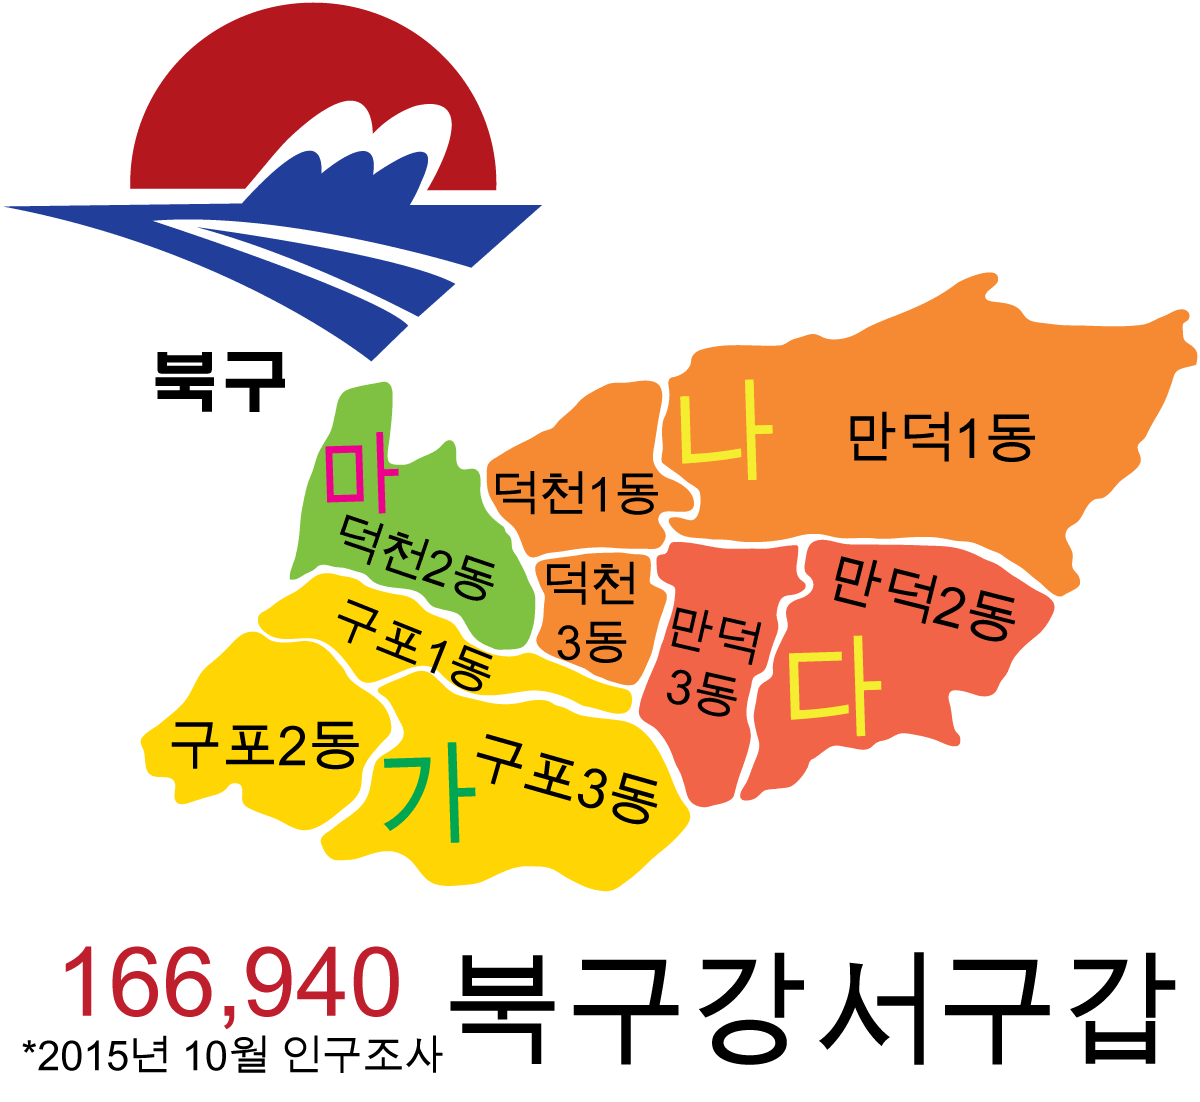 북구
나
만덕1동
마
덕천1동
덕천2동
덕천
3동
만덕2동
만덕
3동
다
구포1동
구포2동
가
구포3동
166,940
북구강서구갑
*2015년 10월 인구조사